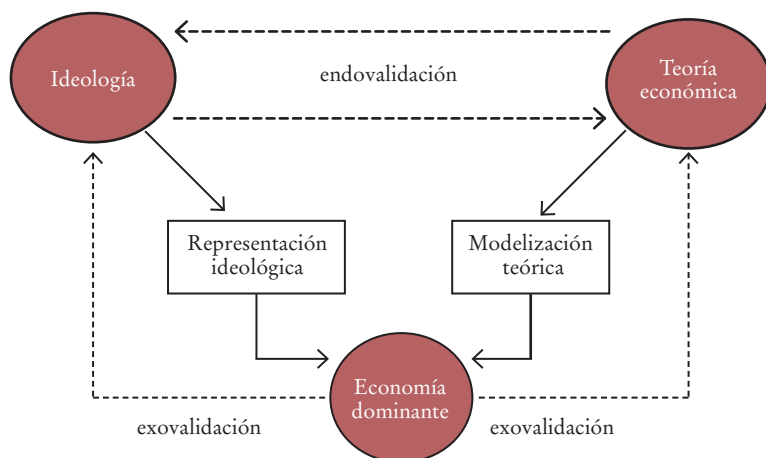 Ideología
endovalidación
Teoría
económica
Representación
ideológica
Modelización
teórica
Economía
dominante
exovalidación
exovalidación